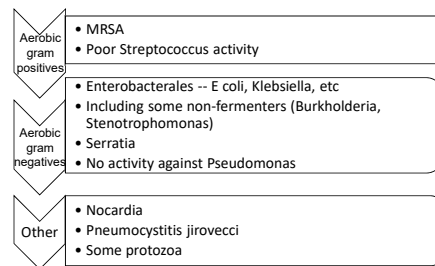 Aerobic
gram
positives
• MRSA
• Poor Streptococcus activity
Aerobic
gram
negatives
• Enterobacterales -- E coli, Klebsiella, etc
• Including some non-fermenters (Burkholderia,
Stenotrophomonas)
• Serratia
• No activity against Pseudomonas
Other
• Nocardia
• Pneumocystitis jirovecci
• Some protozoa